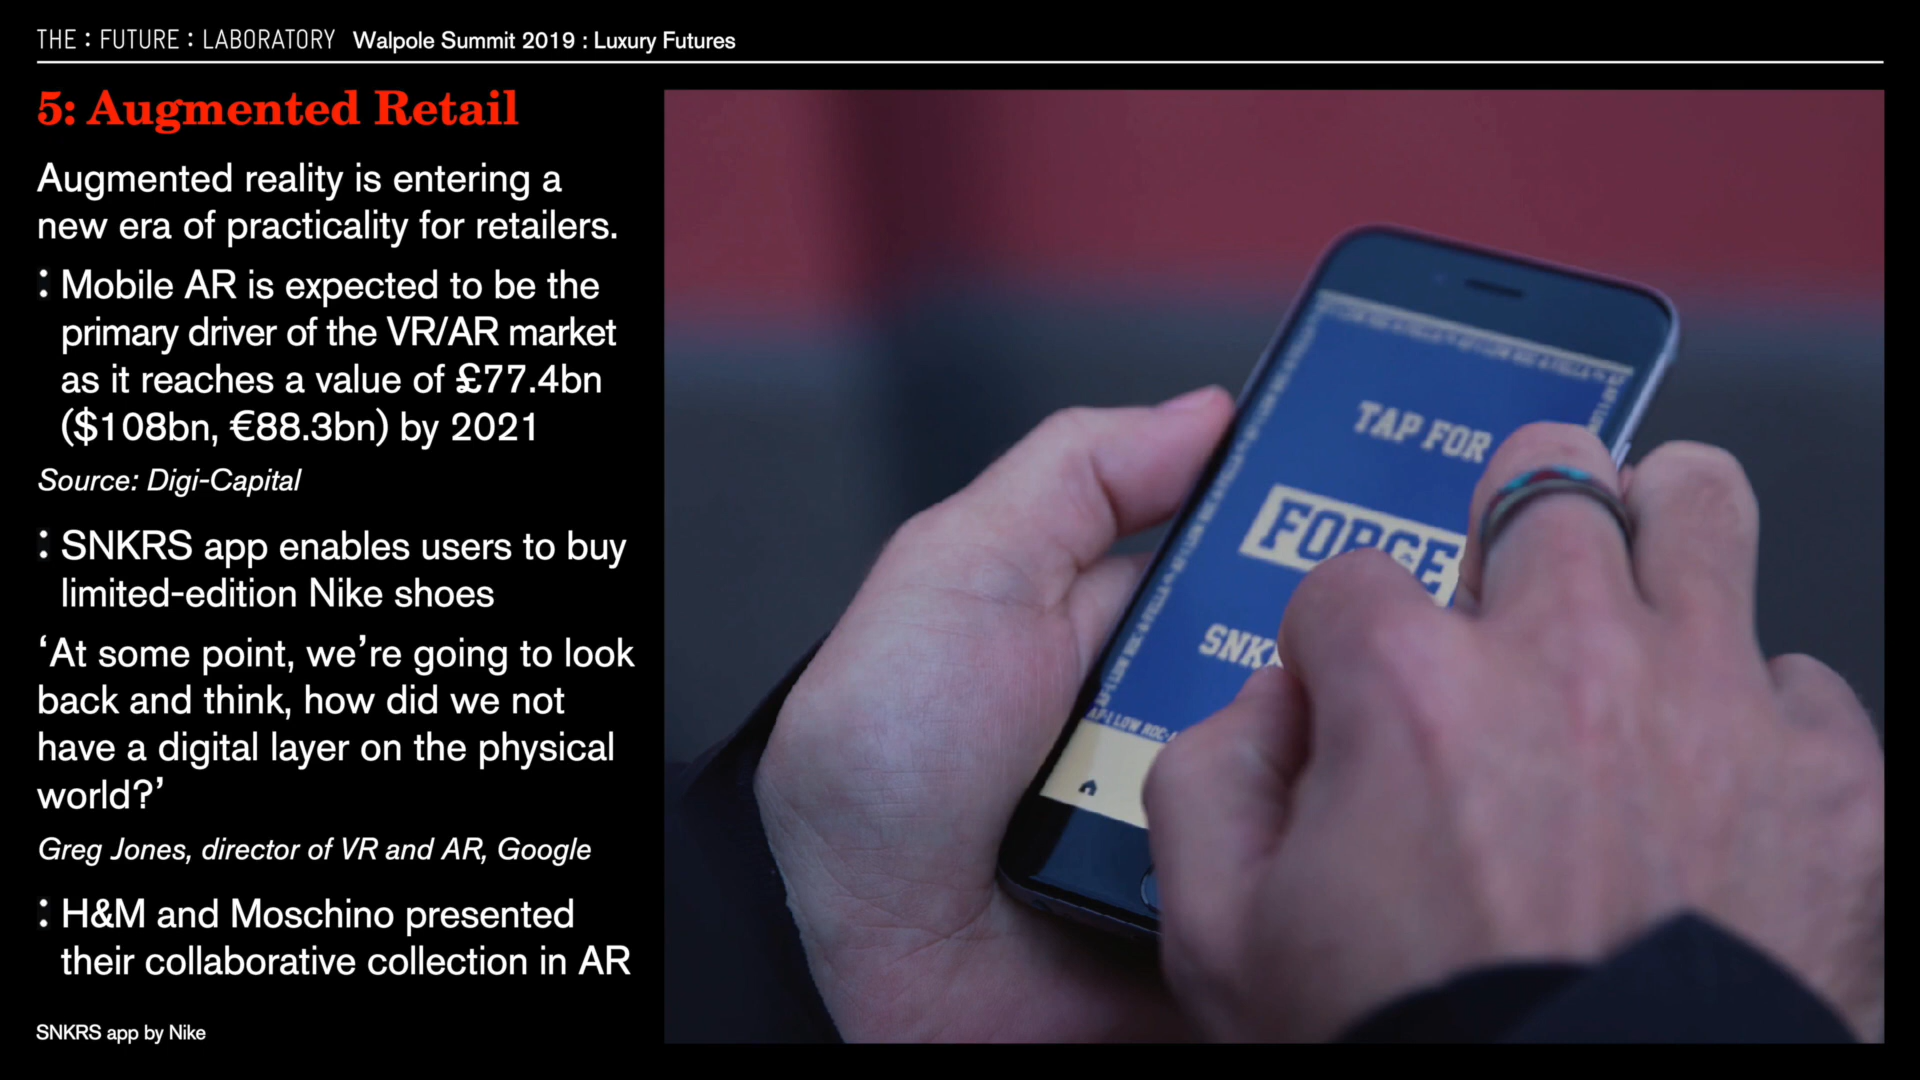 THE : FUTURE : LABORATORY Walpole Summit 2019 : Luxury Futures
5: Augmented Retail
Augmented reality is entering a
new era of practicality for retailers.
: Mobile AR is expected to be the
primary driver of the VR/AR market
as it reaches a value of £77.4bn
($108bn, €88.3bn) by 2021
Source: Digi-Capital
: SNKRS app enables users to buy
limited-edition Nike shoes
‘At some point, we’re going to look
back and think, how did we not
have a digital layer on the physical
world?’
Greg Jones, director of VR and AR, Google
: H&M and Moschino presented
their collaborative collection in AR
SNKRS app by Nike
TAP FOR
FORCE